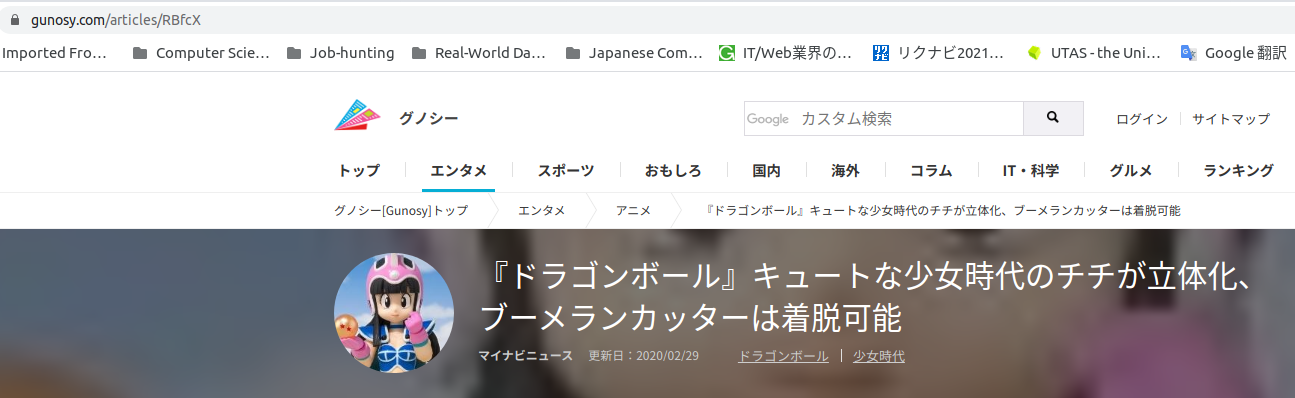 gunosy.com/articles/RBfcX
Imported Fro… Computer Scie… Job-hunting Real-World Da… Japanese Com… IT/Web業界の… リクナビ2021… UTAS - the Uni… Google 翻訳
グノシー Google カスタム検索 ログイン サイトマップ
トップ エンタメ スポーツ おもしろ 国内 海外 コラム IT・科学 グルメ ランキング
グノシー[Gunosy]トップ エンタメ アニメ 『ドラゴンボール』キュートな少女時代のチチが立体化、ブーメランカッターは着脱可能
『ドラゴンボール』キュートな少女時代のチチが立体化、
ブーメランカッターは着脱可能
マイナビニュース 更新日：2020/02/29 ドラゴンボール | 少女時代